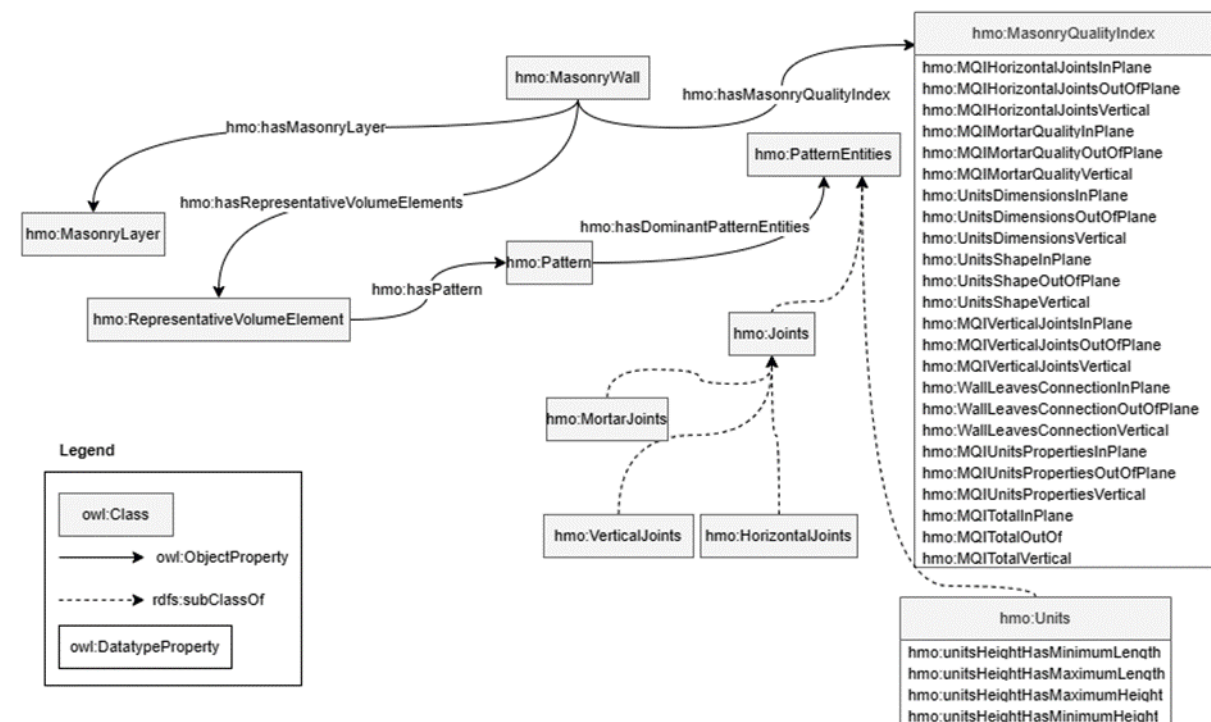 hmo:MasonryQualityIndex
hmo:MQIHorizontalJointsInPlane
hmo:MQIHorizontalJointsOutOfPlane
hmo:MQIHorizontalJointsVertical
hmo:MQIMortarQualityInPlane
hmo:MQIMortarQualityOutOfPlane
hmo:MQIMortarQualityVertical
hmo:UnitsDimensionsInPlane
hmo:UnitsDimensionsOutOfPlane
hmo:UnitsDimensionsVertical
hmo:UnitsShapeInPlane
hmo:UnitsShapeOutOfPlane
hmo:UnitsShapeVertical
hmo:MQIVerticalJointsInPlane
hmo:MQIVerticalJointsOutOfPlane
hmo:MQIVerticalJointsVertical
hmo:WallLeavesConnectionInPlane
hmo:WallLeavesConnectionOutOfPlane
hmo:WallLeavesConnectionVertical
hmo:MQIUnitsPropertiesInPlane
hmo:MQIUnitsPropertiesOutOfPlane
hmo:MQIUnitsPropertiesVertical
hmo:MQITotalInPlane
hmo:MQITotalOutOf
hmo:MQITotalVertical
hmo:MasonryWall
hmo:hasMasonryQualityIndex
hmo:hasMasonryLayer
hmo:PatternEntities
hmo:hasRepresentativeVolumeElements
hmo:hasDominantPatternEntities
hmo:MasonryLayer
hmo:Pattern
hmo:hasPattern
hmo:RepresentativeVolumeElement
hmo:Joints
hmo:MortarJoints
hmo:VerticalJoints
hmo:HorizontalJoints
Legend
owl:Class
owl:ObjectProperty
rdfs:subClassOf
owl:DatatypeProperty
hmo:Units
hmo:unitsHeightHasMinimumLength
hmo:unitsHeightHasMaximumLength
hmo:unitsHeightHasMaximumHeight
hmo:unitsHeightHasMinimumHeight